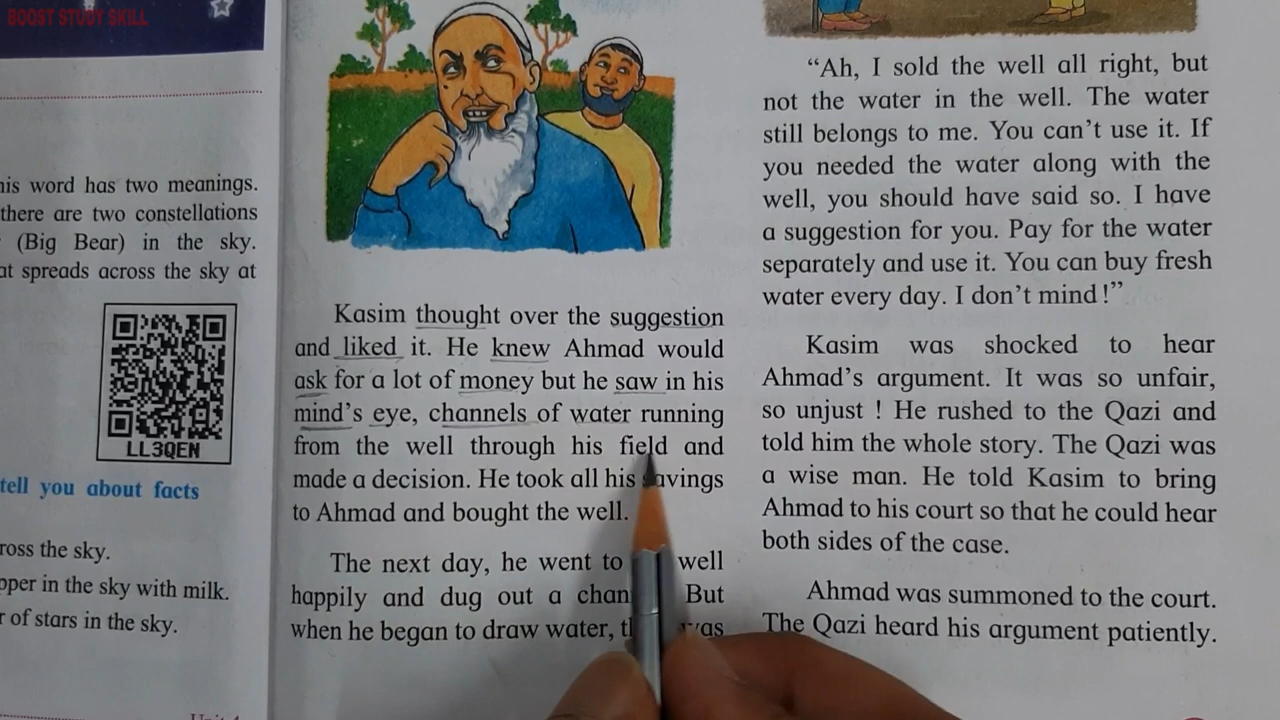 BOOST STUDY SKILL
his word has two meanings.
there are two constellations
(Big Bear) in the sky.
at spreads across the sky at
LL3QEN
tell you about facts
ross the sky.
pper in the sky with milk.
r of stars in the sky.
Kasim thought over the suggestion
and liked it. He knew Ahmad would
ask for a lot of money but he saw in his
mind's eye, channels of water running
from the well through his field and
made a decision. He took all his savings
to Ahmad and bought the well.
The next day, he went to well
happily and dug out a chan But
when he began to draw water, was
"Ah, I sold the well all right, but
not the water in the well. The water
still belongs to me. You can't use it. If
you needed the water along with the
well, you should have said so. I have
a suggestion for you. Pay for the water
separately and use it. You can buy fresh
water every day. I don't mind !"
Kasim was shocked to hear
Ahmad's argument. It was so unfair,
so unjust ! He rushed to the Qazi and
told him the whole story. The Qazi was
a wise man. He told Kasim to bring
Ahmad to his court so that he could hear
both sides of the case.
Ahmad was summoned to the court.
The Qazi heard his argument patiently.